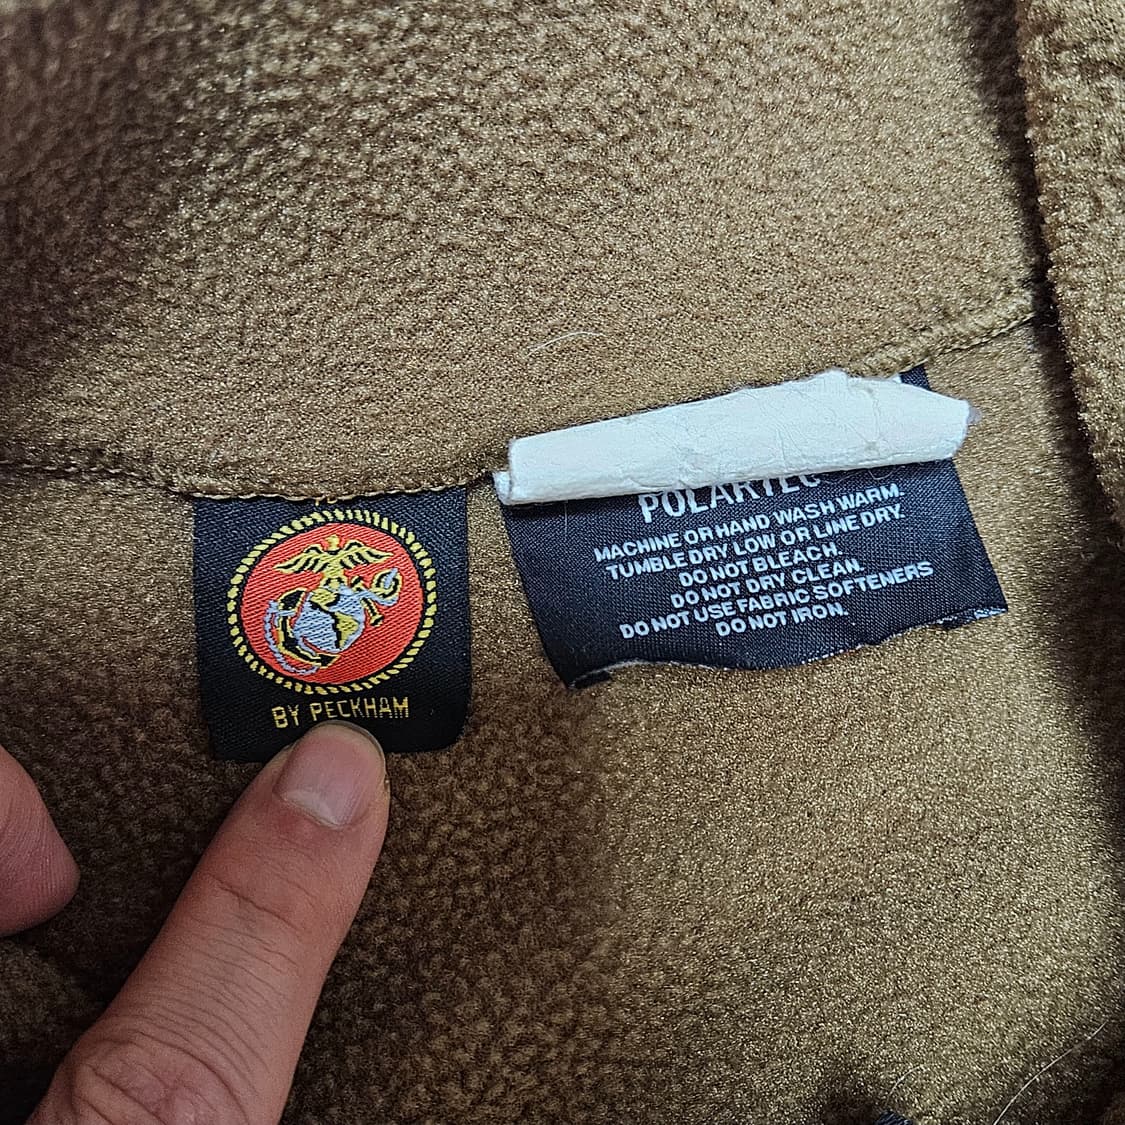 BY PECKHAM
POLARTEC
MACHINE OR HAND WASH WARM.
TUMBLE DRY LOW OR LINE DRY.
DO NOT BLEACH.
DO NOT DRY CLEAN.
DO NOT USE FABRIC SOFTENERS
DO NOT IRON.